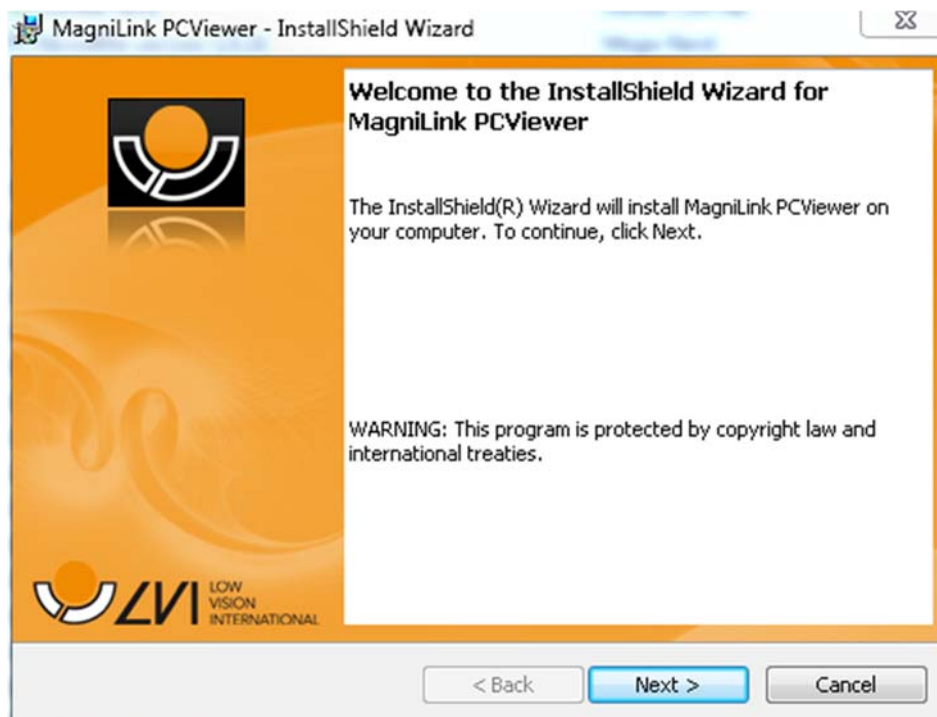 MagniLink PCViewer - InstallShield Wizard
Welcome to the InstallShield Wizard for
MagniLink PCViewer
The InstallShield(R) Wizard will install MagniLink PCViewer on
your computer. To continue, click Next.
WARNING: This program is protected by copyright law and
international treaties.
LVI
LOW
VISION
INTERNATIONAL
< Back
Next >
Cancel